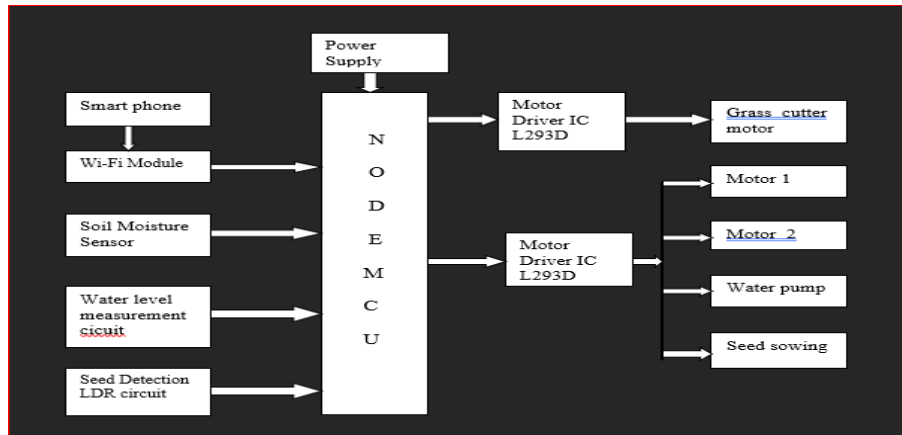 Power
Supply
Smart phone
Wi-Fi Module
Soil Moisture
Sensor
Water level
measurement
cicuit
Seed Detection
LDR circuit
N
O
D
E
M
C
U
Motor
Driver IC
L293D
Motor
Driver IC
L293D
Grass cutter
motor
Motor 1
Motor 2
Water pump
Seed sowing